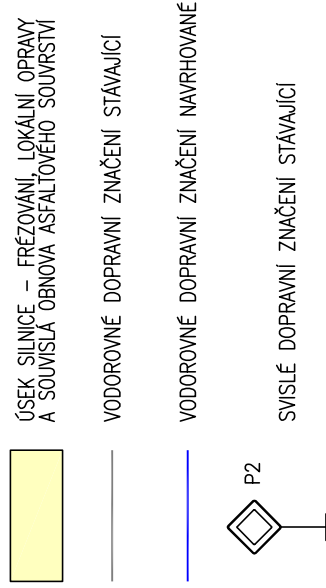 ÚSEK SILNICE – FRÉZOVÁNÍ, LOKÁLNÍ OPRAVY
A SOUVISLÁ OBNOVA ASFALTOVÉHO SOUVRSTVÍ
VODOROVNÉ DOPRAVNÍ ZNAČENÍ STÁVAJÍCÍ
VODOROVNÉ DOPRAVNÍ ZNAČENÍ NAVRHOVANÉ
P2
SVISLÉ DOPRAVNÍ ZNAČENÍ STÁVAJÍCÍ